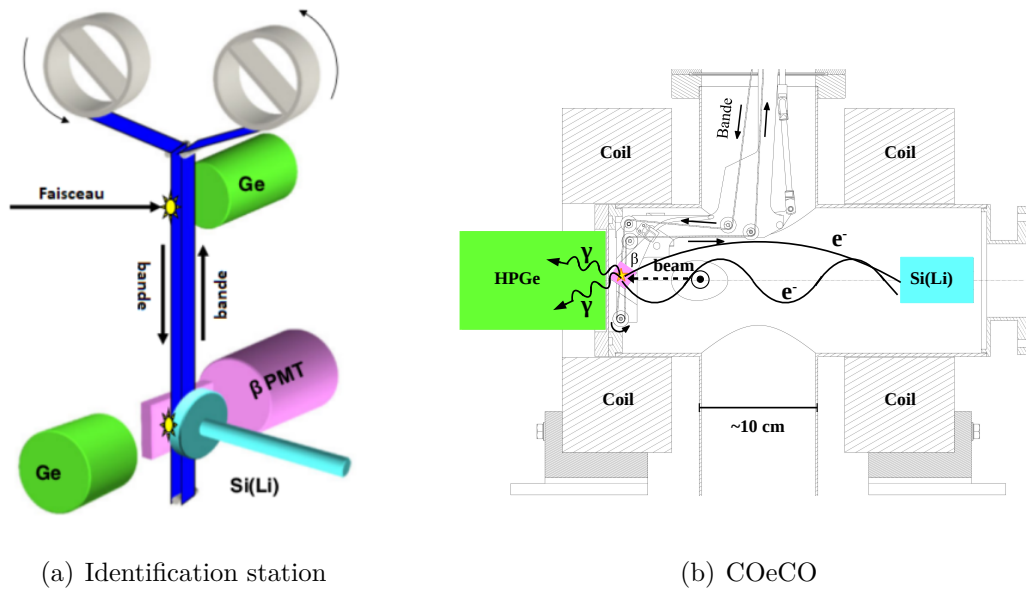 Ge
Faisceau
bande
bande
β PMT
Ge
Si(Li)
Bande
Coil
Coil
e-
γ
β
beam
HPGe
Si(Li)
γ
e-
Coil
Coil
~10 cm
(a) Identification station
(b) COeCO